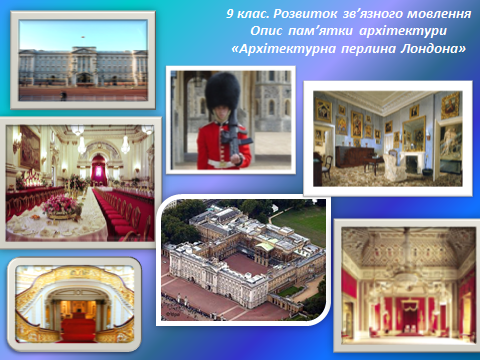 9 клас. Розвиток зв’язного мовлення
Опис пам’ятки архітектури
«Архітектурна перлина Лондона»